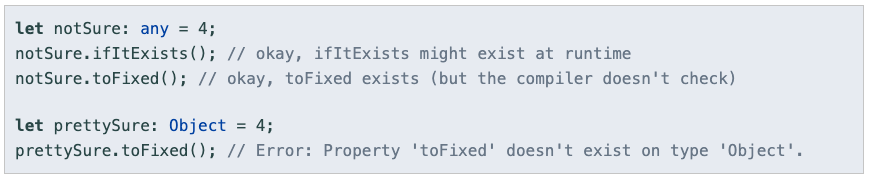 let notSure: any = 4;
notSure.ifItExists(); // okay, ifItExists might exist at runtime
notSure.toFixed(); // okay, toFixed exists (but the compiler doesn't check)
let prettySure: Object = 4;
prettySure.toFixed(); // Error: Property 'toFixed' doesn't exist on type 'Object'.